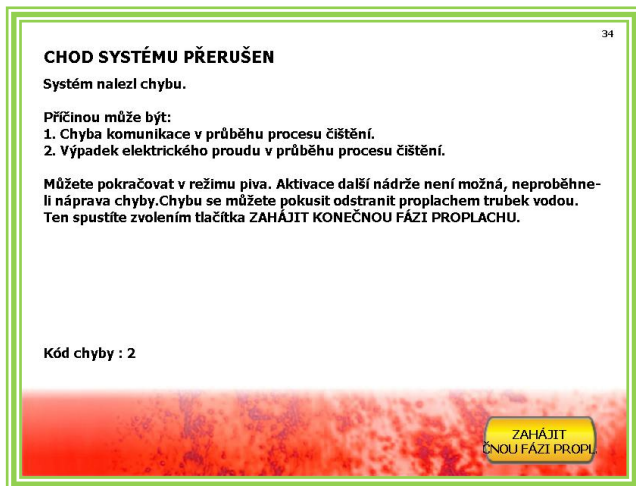 34
CHOD SYSTÉMU PŘERUŠEN
Systém nalezl chybu.
Příčinou může být:
1. Chyba komunikace v průběhu procesu čištění.
2. Výpadek elektrického proudu v průběhu procesu čištění.
Můžete pokračovat v režimu piva. Aktivace další nádrže není možná, neproběhne-
li náprava chyby.Chybu se můžete pokusit odstranit proplachem trubek vodou.
Ten spustíte zvolením tlačítka ZAHÁJIT KONEČNOU FÁZI PROPLACHU.
Kód chyby : 2
ZAHÁJIT
ČNOU FÁZI PROPL